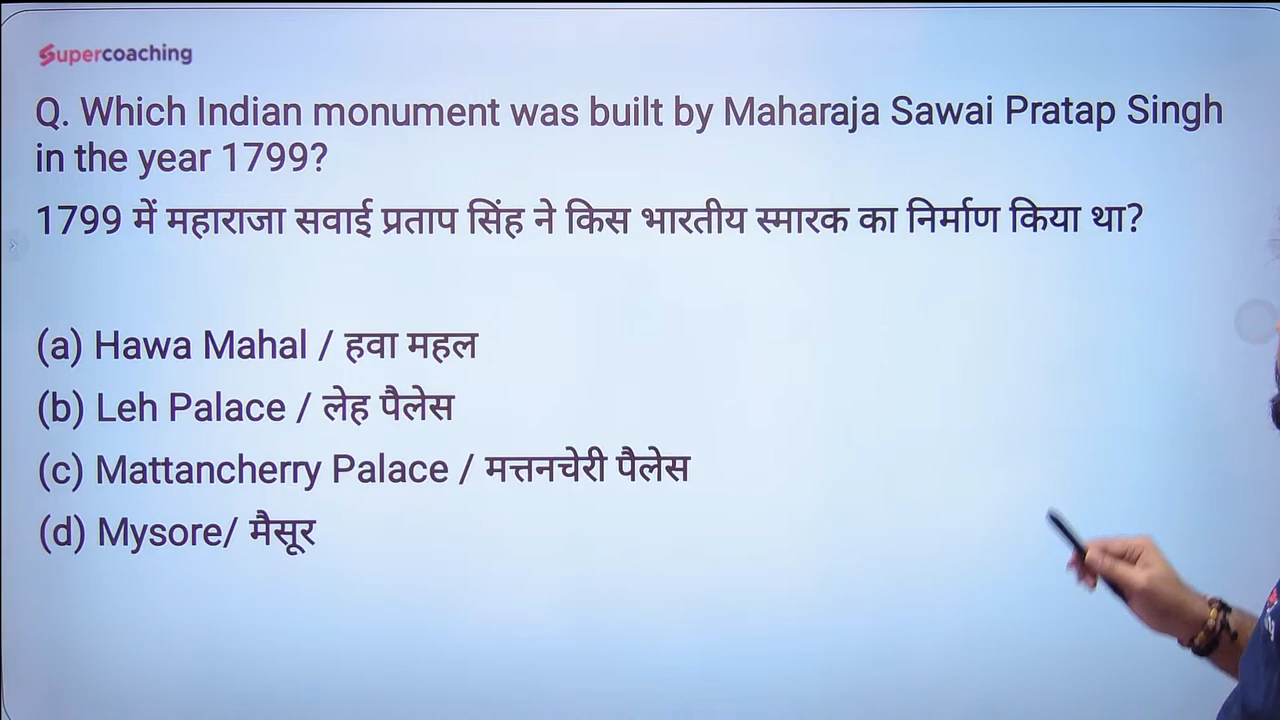 Supercoaching
Q. Which Indian monument was built by Maharaja Sawai Pratap Singh
in the year 1799?
1799 में महाराजा सवाई प्रताप सिंह ने किस भारतीय स्मारक का निर्माण किया था?
(a) Hawa Mahal / हवा महल
(b) Leh Palace / लेह पैलेस
(c) Mattancherry Palace / मत्तनचेरी पैलेस
(d) Mysore/ मैसूर